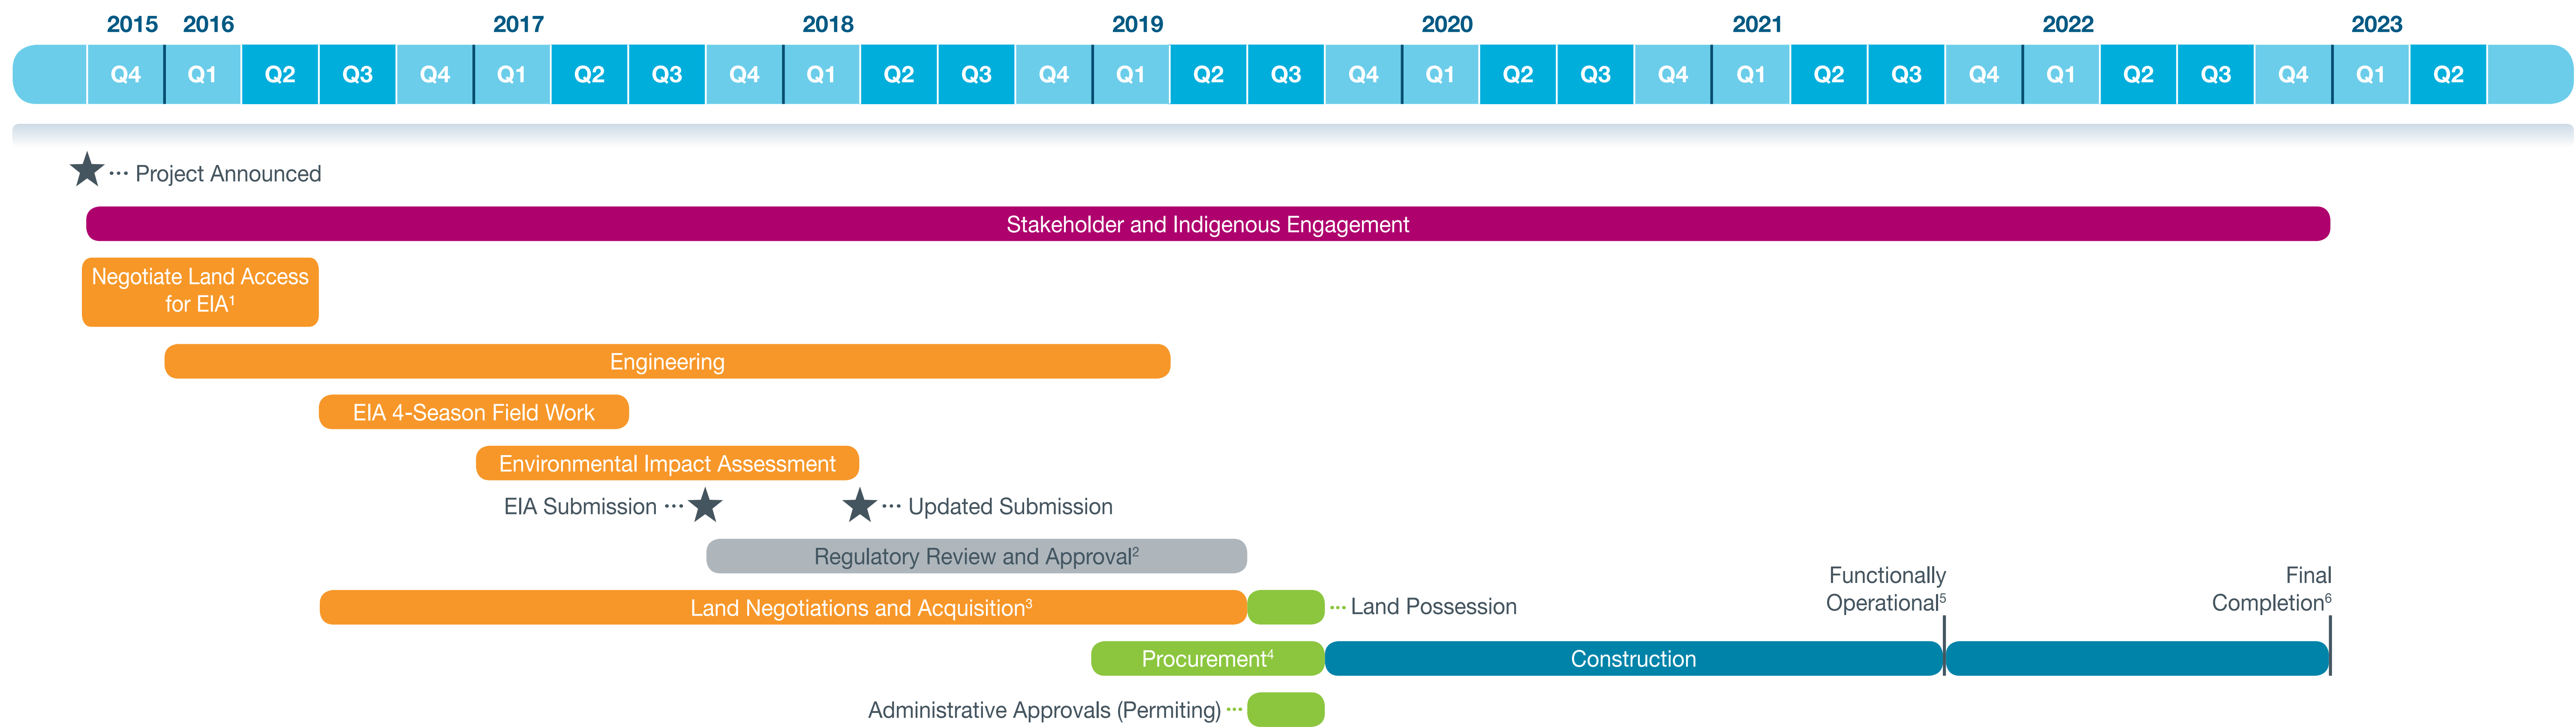 2015 2016 2017 2018 2019 2020 2021 2022 2023
Q4 Q1 Q2 Q3 Q4 Q1 Q2 Q3 Q4 Q1 Q2 Q3 Q4 Q1 Q2 Q3 Q4 Q1 Q2 Q3 Q4 Q1 Q2 Q3 Q4 Q1 Q2 Q3 Q4 Q1 Q2
··· Project Announced
Stakeholder and Indigenous Engagement
Negotiate Land Access
for EIA¹
Engineering
EIA 4-Season Field Work
Environmental Impact Assessment
EIA Submission ···
··· Updated Submission
Regulatory Review and Approval²
Land Negotiations and Acquisition³
··· Land Possession
Functionally
Operational⁵
Final
Completion⁶
Procurement⁴
Construction
Administrative Approvals (Permiting) ···